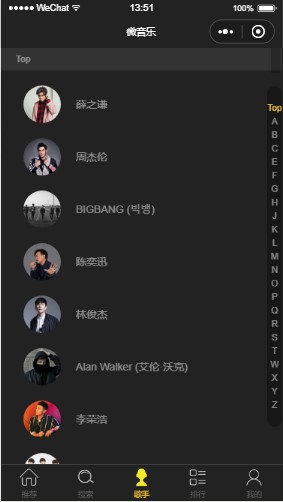 WeChat 13:51 100%
微音乐
Top
薛之谦
周杰伦
BIGBANG (빅뱅)
陈奕迅
林俊杰
Alan Walker (艾伦·沃克)
李荣浩
Top
A
B
C
E
F
G
H
J
K
L
M
N
O
P
Q
R
S
T
W
X
Y
Z
推荐 搜索 歌手 排行 我的